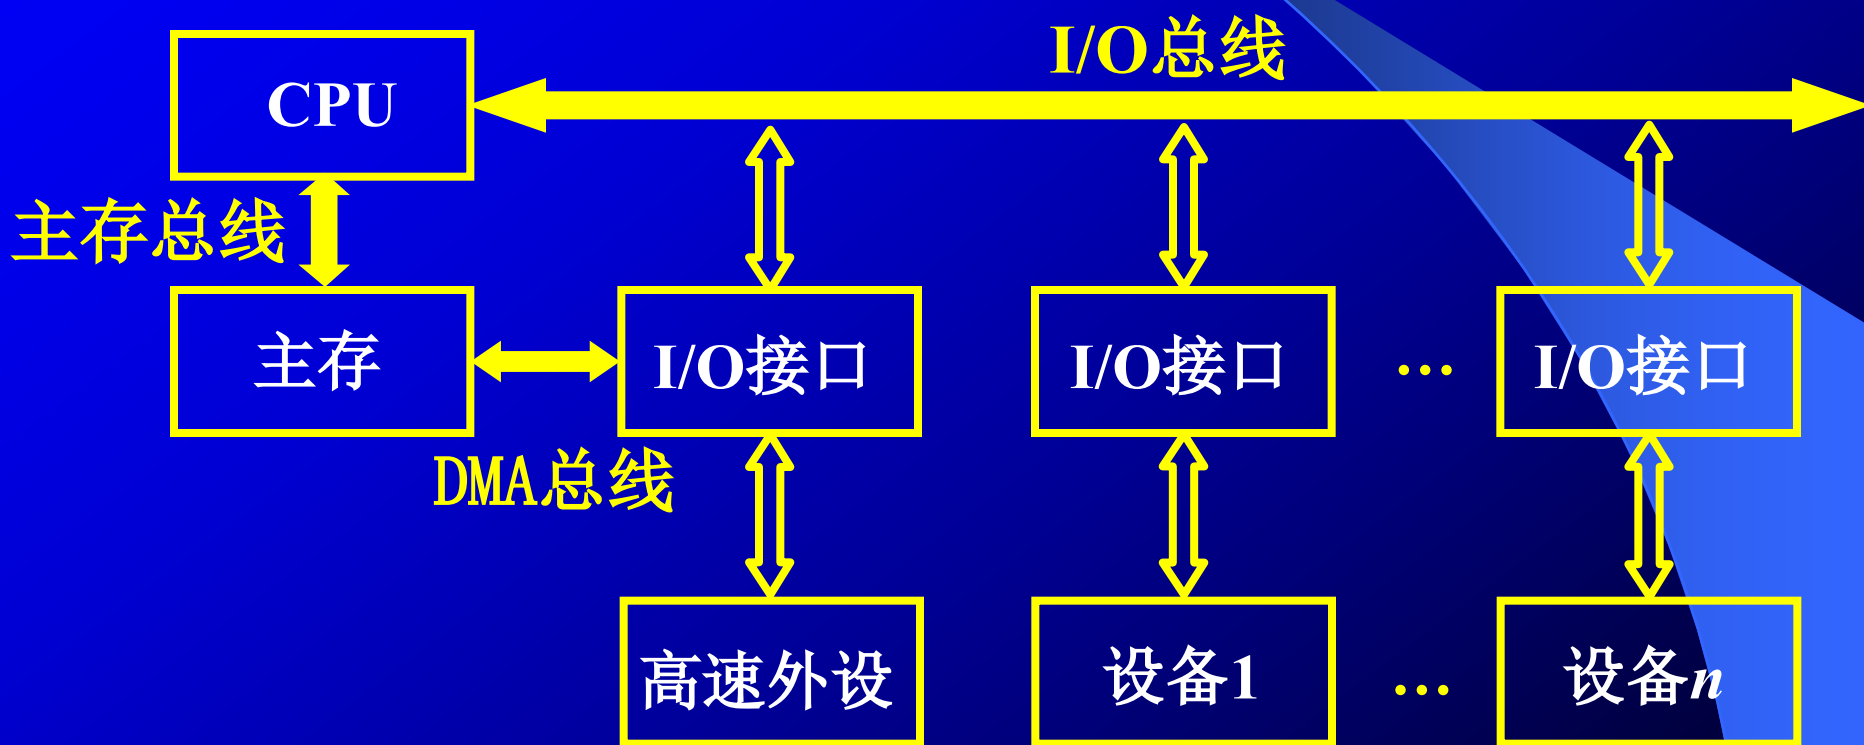 I/O总线
CPU
主存总线
主存
I/O接口
I/O接口
…
I/O接口
DMA总线
高速外设
设备1
…
设备n